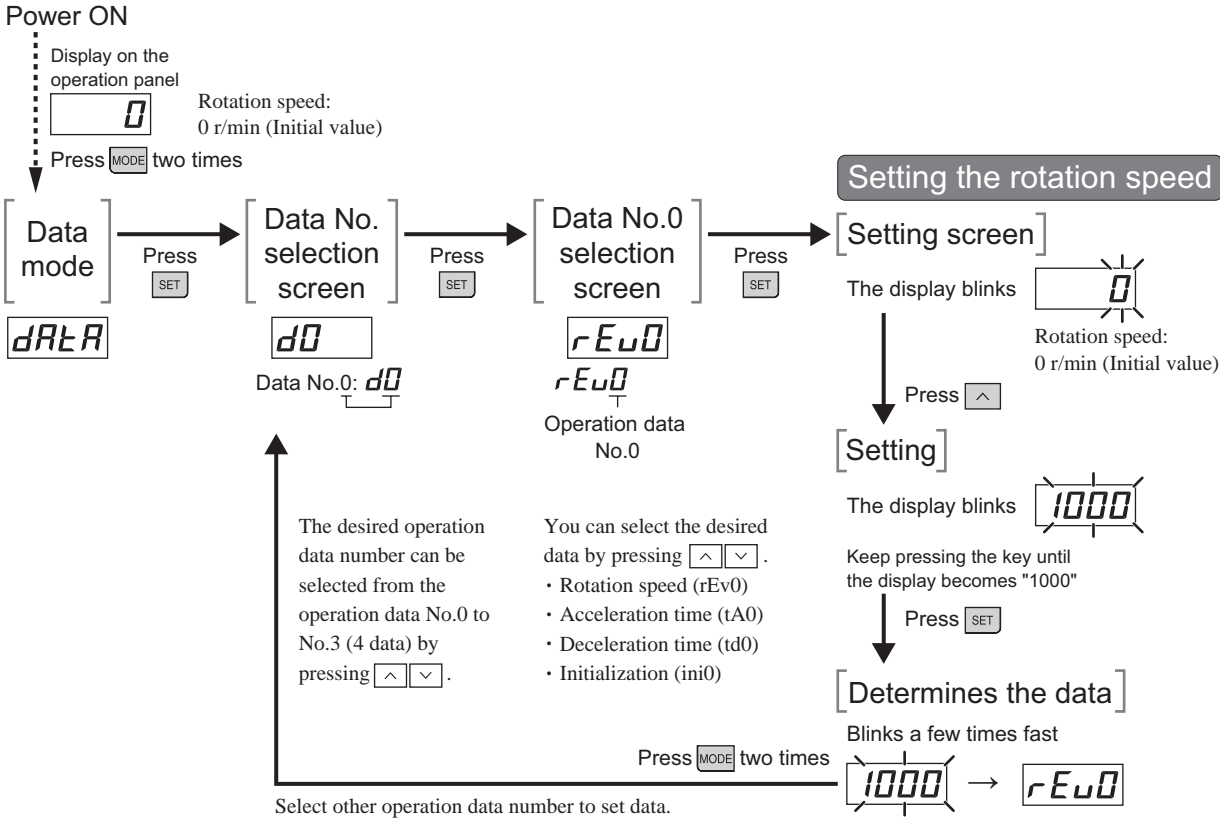 Power ON
Display on the
operation panel
0
Rotation speed:
0 r/min (Initial value)
Press MODE two times
Data
mode
dAtA
Press
SET
Data No.
selection
screen
d0
Data No.0: d0
Press
SET
Data No.0
selection
screen
rEv0
rEv0
Operation data
No.0
Press
SET
Setting the rotation speed
Setting screen
The display blinks
0
Rotation speed:
0 r/min (Initial value)
Press
Setting
The display blinks
1000
Keep pressing the key until
the display becomes "1000"
Press SET
Determines the data
Blinks a few times fast
1000 → rEv0
The desired operation
data number can be
selected from the
operation data No.0 to
No.3 (4 data) by
pressing .
You can select the desired
data by pressing .
・Rotation speed (rEv0)
・Acceleration time (tA0)
・Deceleration time (td0)
・Initialization (ini0)
Press MODE two times
Select other operation data number to set data.